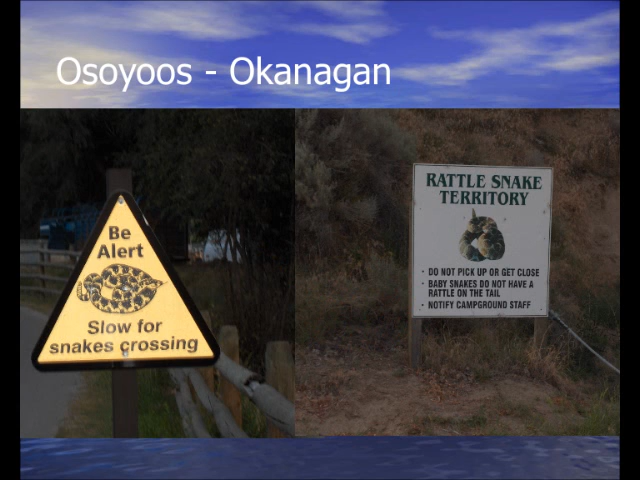 Osoyoos - Okanagan
Be
Alert
Slow for
snakes crossing
RATTLE SNAKE
TERRITORY
• DO NOT PICK UP OR GET CLOSE
• BABY SNAKES DO NOT HAVE A
RATTLE ON THE TAIL
• NOTIFY CAMPGROUND STAFF